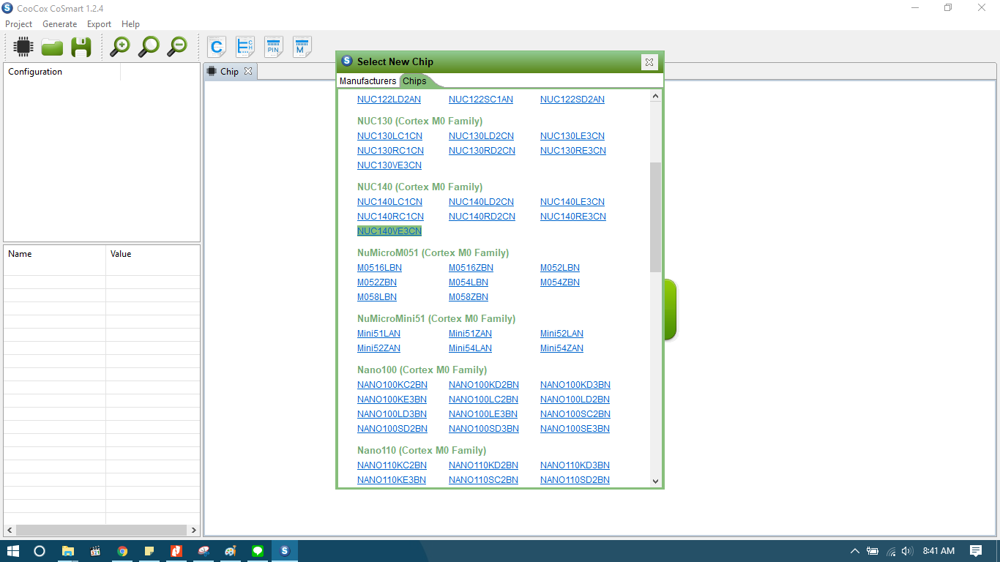 CooCox CoSmart 1.2.4
Project Generate Export Help
C
C
H
PIN
M
Configuration
Chip
Select New Chip
Manufacturers Chips
NUC122LD2AN NUC122SC1AN NUC122SD2AN
NUC130 (Cortex M0 Family)
NUC130LC1CN NUC130LD2CN NUC130LE3CN
NUC130RC1CN NUC130RD2CN NUC130RE3CN
NUC130VE3CN
NUC140 (Cortex M0 Family)
NUC140LC1CN NUC140LD2CN NUC140LE3CN
NUC140RC1CN NUC140RD2CN NUC140RE3CN
NUC140VE3CN
NuMicroM051 (Cortex M0 Family)
M0516LBN M0516ZBN M052LBN
M052ZBN M054LBN M054ZBN
M058LBN M058ZBN
NuMicroMini51 (Cortex M0 Family)
Mini51LAN Mini51ZAN Mini52LAN
Mini52ZAN Mini54LAN Mini54ZAN
Nano100 (Cortex M0 Family)
NANO100KC2BN NANO100KD2BN NANO100KD3BN
NANO100KE3BN NANO100LC2BN NANO100LD2BN
NANO100LD3BN NANO100LE3BN NANO100SC2BN
NANO100SD2BN NANO100SD3BN NANO100SE3BN
Nano110 (Cortex M0 Family)
NANO110KC2BN NANO110KD2BN NANO110KD3BN
NANO110KE3BN NANO110SC2BN NANO110SD2BN
Name Value
8:41 AM